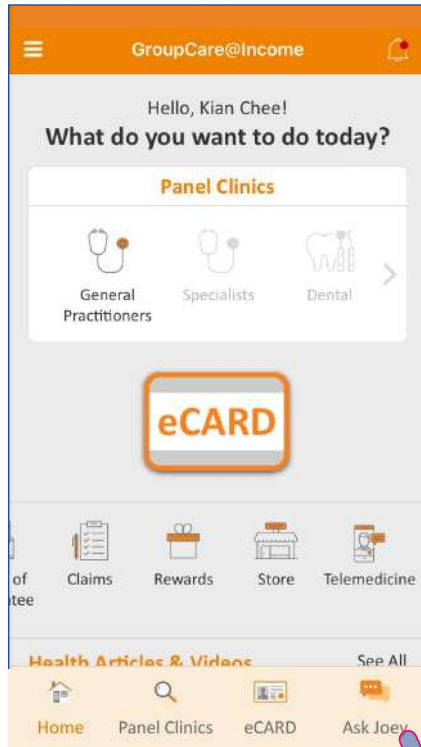 GroupCare@Income
Hello, Kian Chee!
What do you want to do today?
Panel Clinics
General
Practitioners
Specialists
Dental
eCARD
of
tee
Claims
Rewards
Store
Telemedicine
Health Articles & Videos
See All
Home
Panel Clinics
eCARD
Ask Joey